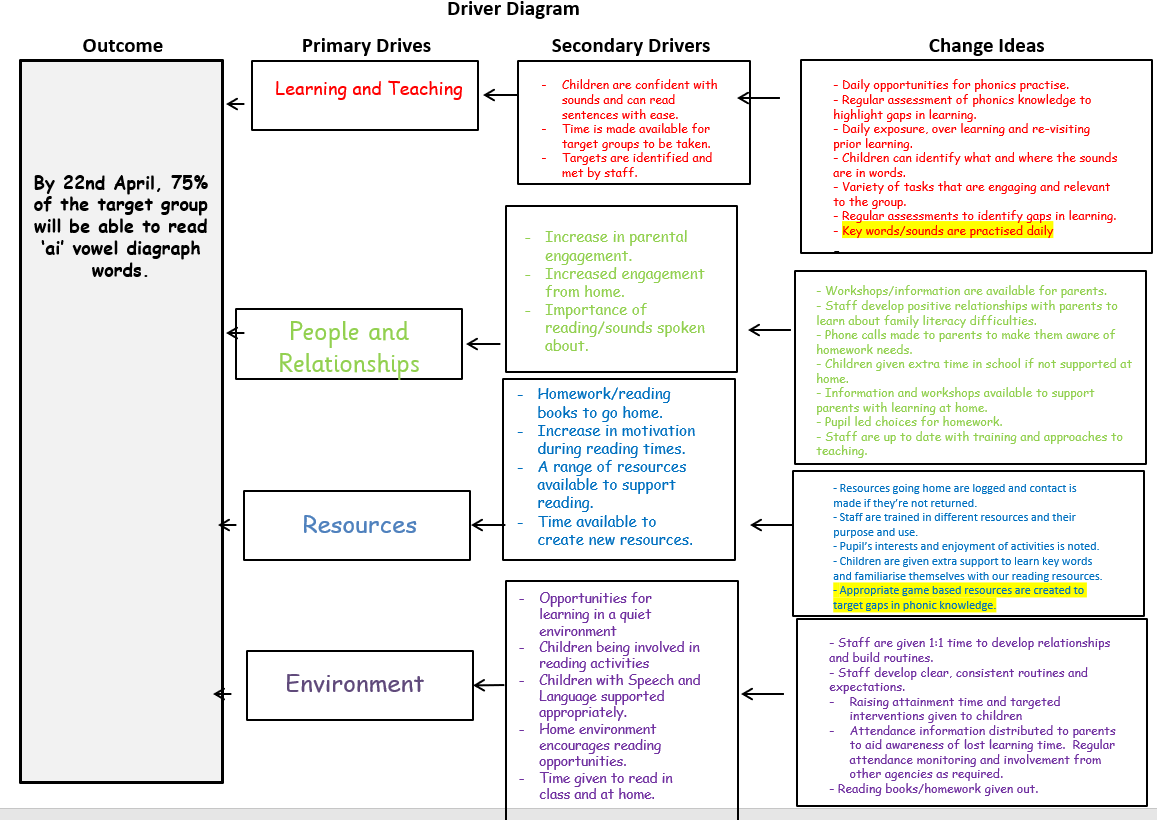 Driver Diagram
Outcome
Primary Drives
Secondary Drivers
Change Ideas
By 22nd April, 75%
of the target group
will be able to read
‘ai’ vowel diagraph
words.
Learning and Teaching
- Children are confident with
sounds and can read
sentences with ease.
- Time is made available for
target groups to be taken.
- Targets are identified and
met by staff.
- Daily opportunities for phonics practise.
- Regular assessment of phonics knowledge to
highlight gaps in learning.
- Daily exposure, over learning and re-visiting
prior learning.
- Children can identify what and where the sounds
are in words.
- Variety of tasks that are engaging and relevant
to the group.
- Regular assessments to identify gaps in learning.
- Key words/sounds are practised daily
-
People and
Relationships
- Increase in parental
engagement.
- Increased engagement
from home.
- Importance of
reading/sounds spoken
about.
- Workshops/information are available for parents.
- Staff develop positive relationships with parents to
learn about family literacy difficulties.
- Phone calls made to parents to make them aware of
homework needs.
- Children given extra time in school if not supported at
home.
- Information and workshops available to support
parents with learning at home.
- Pupil led choices for homework.
- Staff are up to date with training and approaches to
teaching.
Resources
- Homework/reading
books to go home.
- Increase in motivation
during reading times.
- A range of resources
available to support
reading.
- Time available to
create new resources.
- Resources going home are logged and contact is
made if they’re not returned.
- Staff are trained in different resources and their
purpose and use.
- Pupil’s interests and enjoyment of activities is noted.
- Children are given extra support to learn key words
and familiarise themselves with our reading resources.
- Appropriate game based resources are created to
target gaps in phonic knowledge.
Environment
- Opportunities for
learning in a quiet
environment
- Children being involved in
reading activities
- Children with Speech and
Language supported
appropriately.
- Home environment
encourages reading
opportunities.
- Time given to read in
class and at home.
- Staff are given 1:1 time to develop relationships
and build routines.
- Staff develop clear, consistent routines and
expectations.
- Raising attainment time and targeted
interventions given to children
- Attendance information distributed to parents
to aid awareness of lost learning time. Regular
attendance monitoring and involvement from
other agencies as required.
- Reading books/homework given out.